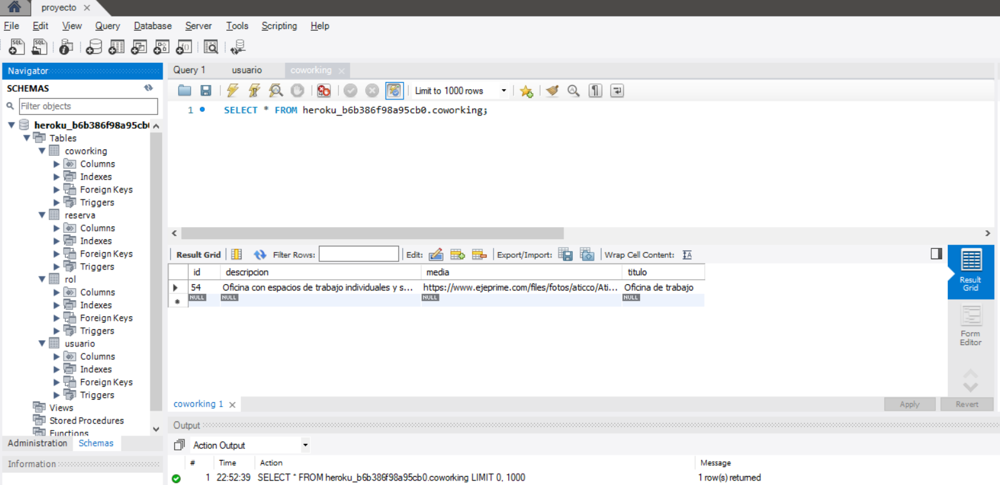 proyecto
File Edit View Query Database Server Tools Scripting Help
Navigator
SCHEMAS
Filter objects
heroku_b6b386f98a95cb
Tables
coworking
Columns
Indexes
Foreign Keys
Triggers
reserva
Columns
Indexes
Foreign Keys
Triggers
rol
Columns
Indexes
Foreign Keys
Triggers
usuario
Columns
Indexes
Foreign Keys
Triggers
Views
Stored Procedures
Functions
Administration Schemas
Information
Query 1 usuario coworking
Limit to 1000 rows
1 SELECT * FROM heroku_b6b386f98a95cb0.coworking;
Result Grid Filter Rows: Edit: Export/Import: Wrap Cell Content:
id descripcion media titulo
54 Oficina con espacios de trabajo individuales y s... https://www.ejeprime.com/files/fotos/aticco/Ati... Oficina de trabajo
NULL NULL NULL NULL
Result Grid
Form Editor
coworking 1
Apply Revert
Output
Action Output
# Time Action Message
1 22:52:39 SELECT * FROM heroku_b6b386f98a95cb0.coworking LIMIT 0, 1000 1 row(s) returned